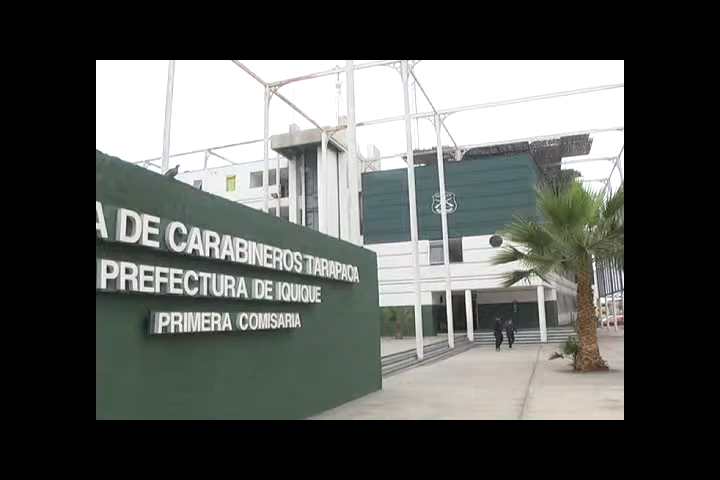 A DE CARABINEROS TARAPACA
PREFECTURA DE IQUIQUE
PRIMERA COMISARIA